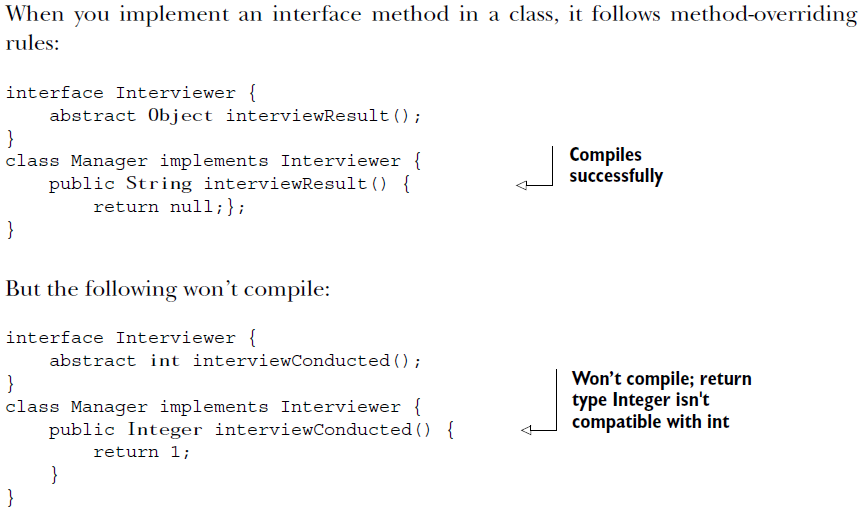 When you implement an interface method in a class, it follows method-overriding
rules:
interface Interviewer {
    abstract Object interviewResult();
}
class Manager implements Interviewer {
    public String interviewResult() {
        return null;};
}
Compiles
successfully
But the following won't compile:
interface Interviewer {
    abstract int interviewConducted();
}
class Manager implements Interviewer {
    public Integer interviewConducted() {
        return 1;
    }
}
Won't compile; return
type Integer isn't
compatible with int